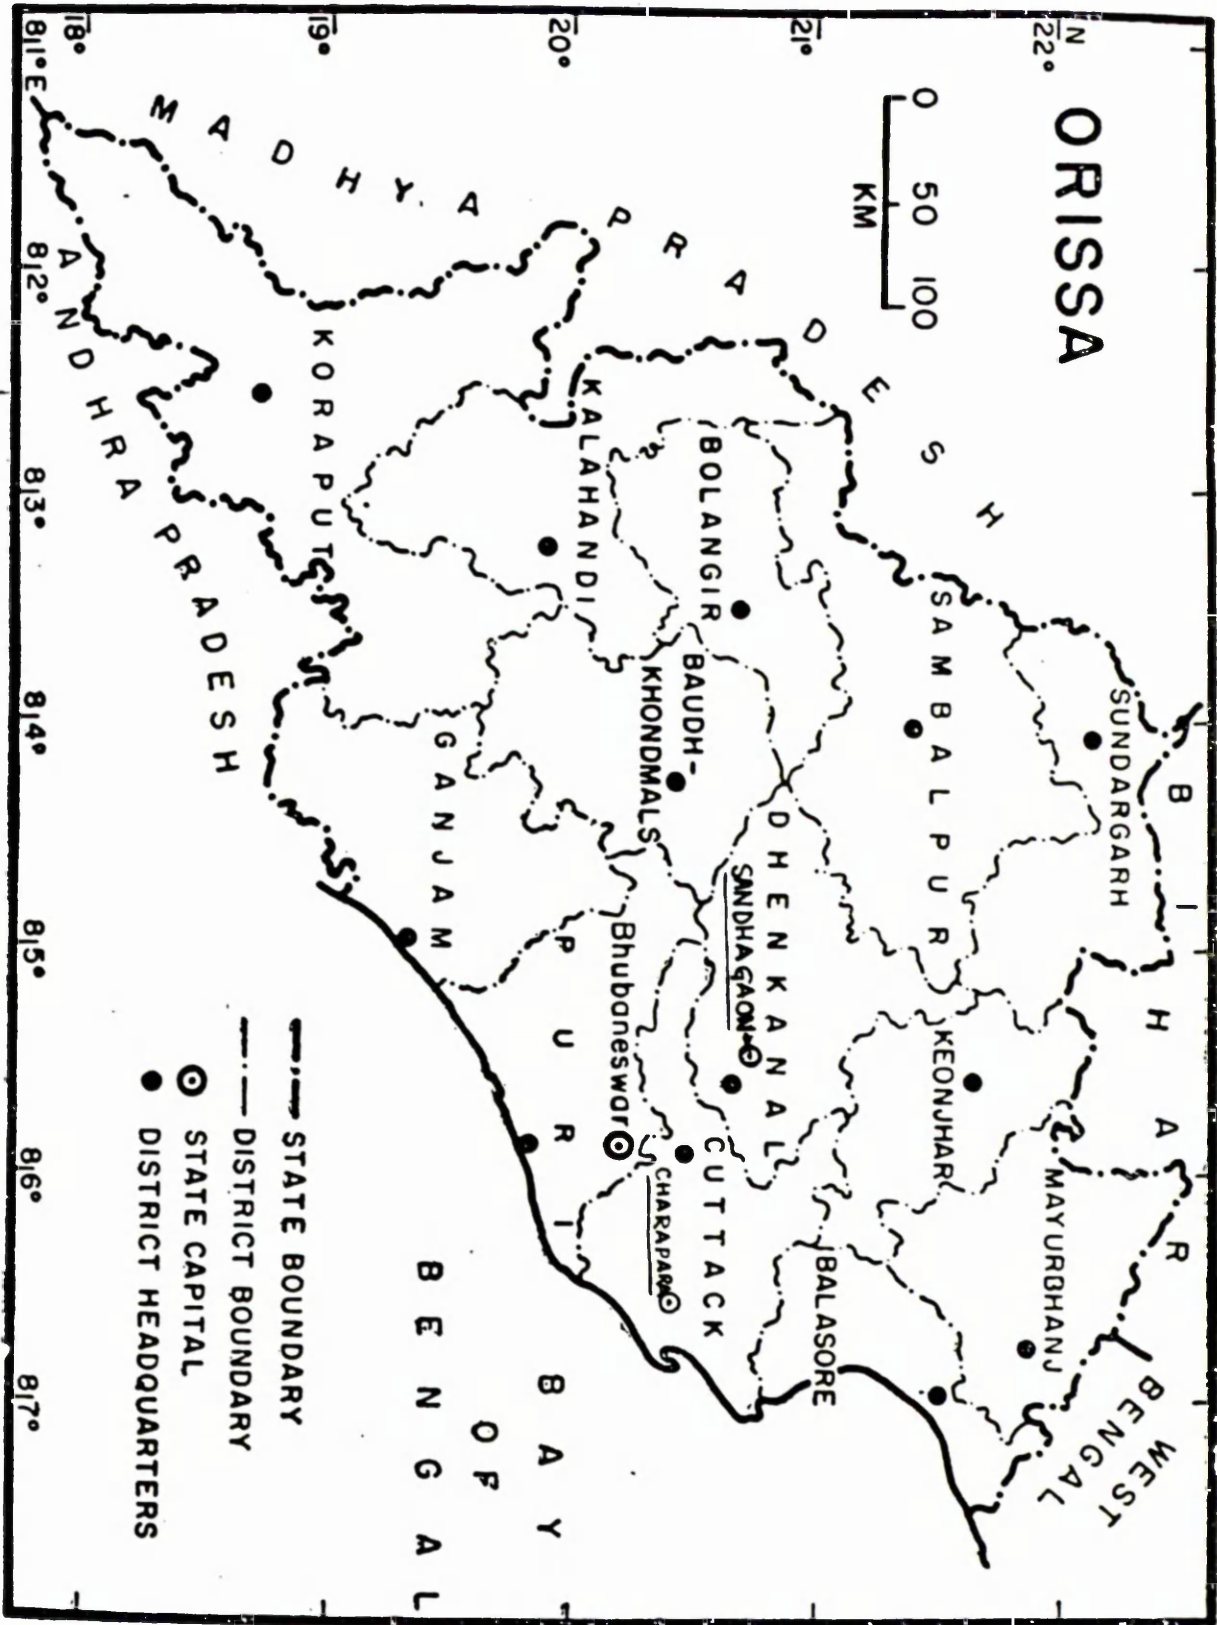 ORISSA
0 50 100
KM
N
22°
21°
20°
19°
18°
81°E
82°
83°
84°
85°
86°
87°
MADHYA PRADESH
BIHAR
WEST
BENGAL
ANDHRA PRADESH
SUNDARGARH
SAMBALPUR
KEONJHAR
MAYURBHANJ
BOLANGIR
BAUDH-
KHONDMALS
DHENKANAL
SANDHAGAON
BALASORE
KALAHANDI
CUTTACK
CHARAPARA
Bhubaneswar
PURI
GANJAM
KORAPUT
BAY
OF
BENGAL
STATE BOUNDARY
DISTRICT BOUNDARY
STATE CAPITAL
DISTRICT HEADQUARTERS